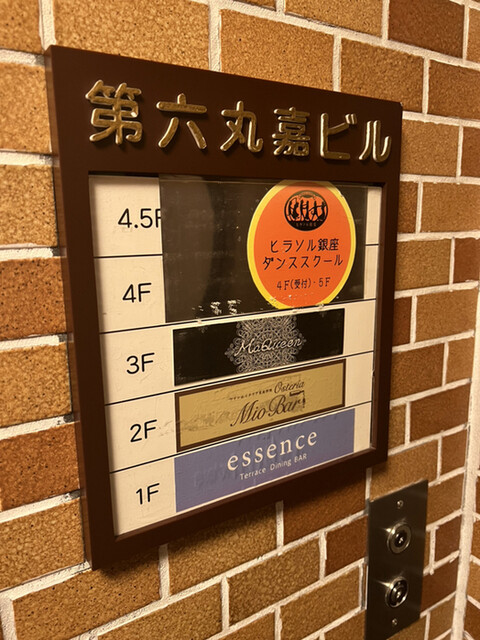 第六丸嘉ビル
4.5F
ヒラソル銀座
ダンススクール
4F(受付)・5F
4F
3F
MaQueen
2F
Osteria
Mio Bar
1F
essence
Terrace Dining BAR